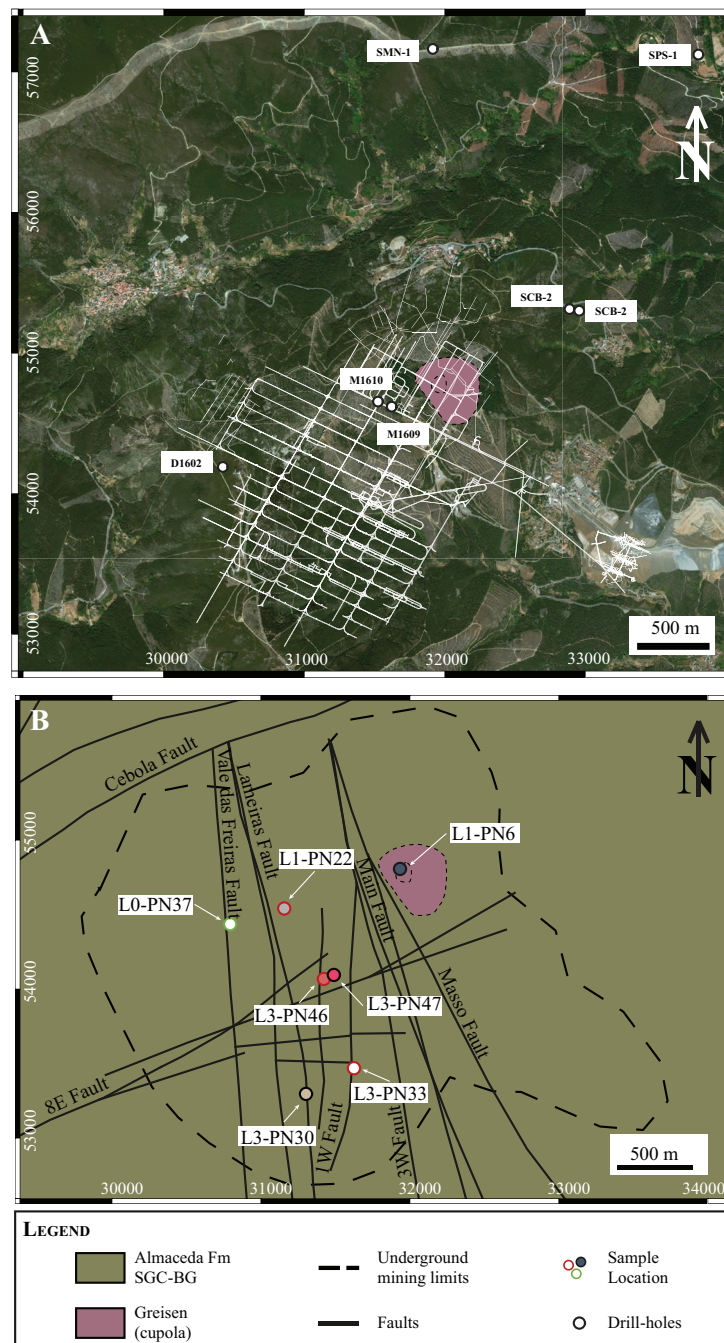 A
SMN-1
SPS-1
57000
N
56000
SCB-2
SCB-2
55000
M1610
M1609
D1602
54000
53000
500 m
30000
31000
32000
33000
B
N
Cebola Fault
Vale das Freiras Fault
Lameiras Fault
55000
L1-PN22
L1-PN6
L0-PN37
Main Fault
54000
Masso Fault
L3-PN46
L3-PN47
8E Fault
L3-PN33
53000
L3-PN30
1W Fault
3W Fault
500 m
30000
31000
32000
33000
34000
LEGEND
Almaceda Fm
SGC-BG
Underground
mining limits
Sample
Location
Greisen
(cupola)
Faults
Drill-holes